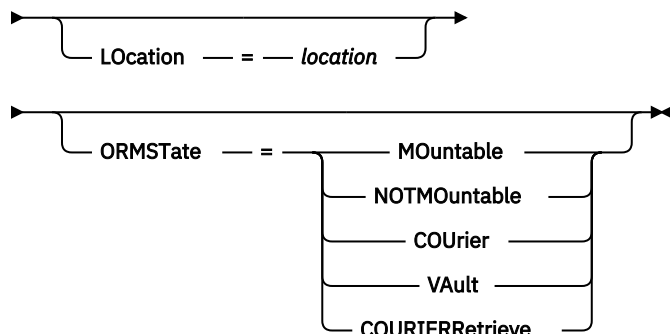 LOcation = location
ORMSTate = MOuntable
NOTMOuntable
COUrier
VAult
COURIERRetrieve